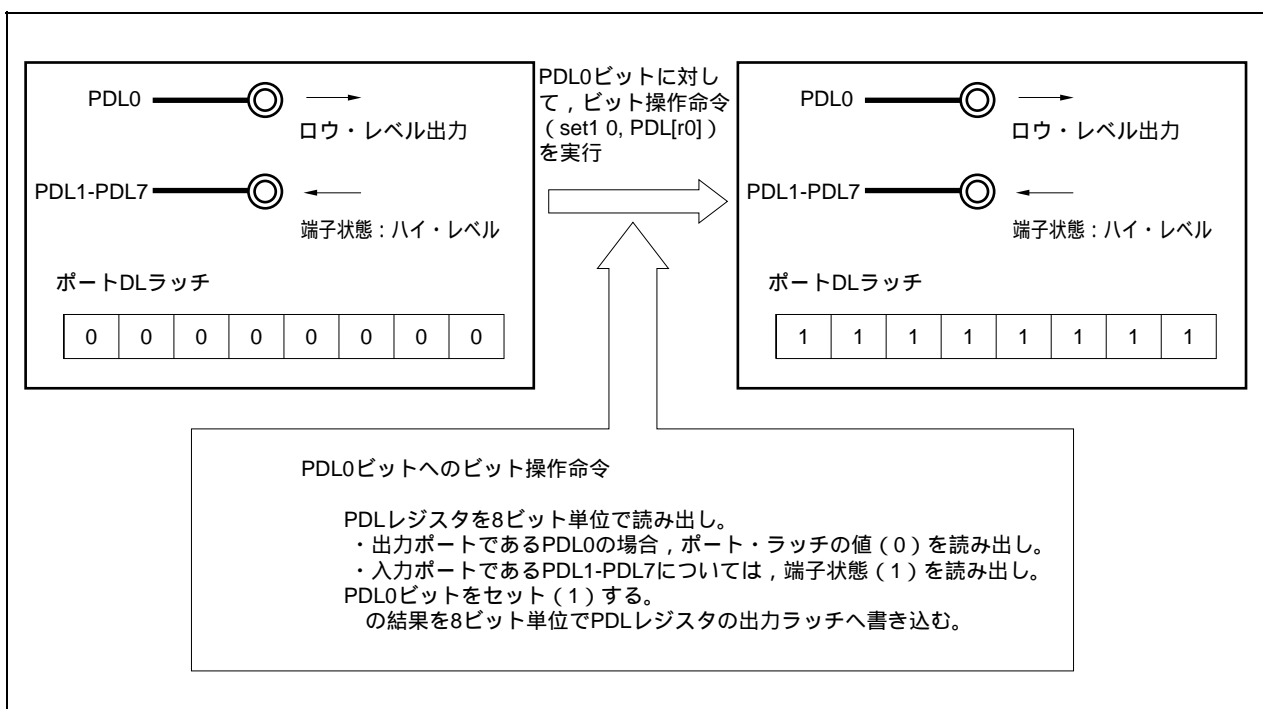 PDL0
ロウ・レベル出力
PDL1-PDL7
端子状態：ハイ・レベル
ポートDLラッチ
0 0 0 0 0 0 0 0
PDL0ビットに対し
て，ビット操作命令
（set1 0, PDL[r0]）
を実行
PDL0
ロウ・レベル出力
PDL1-PDL7
端子状態：ハイ・レベル
ポートDLラッチ
1 1 1 1 1 1 1 1
PDL0ビットへのビット操作命令
PDLレジスタを8ビット単位で読み出し。
・出力ポートであるPDL0の場合，ポート・ラッチの値（0）を読み出し。
・入力ポートであるPDL1-PDL7については，端子状態（1）を読み出し。
PDL0ビットをセット（1）する。
の結果を8ビット単位でPDLレジスタの出力ラッチへ書き込む。